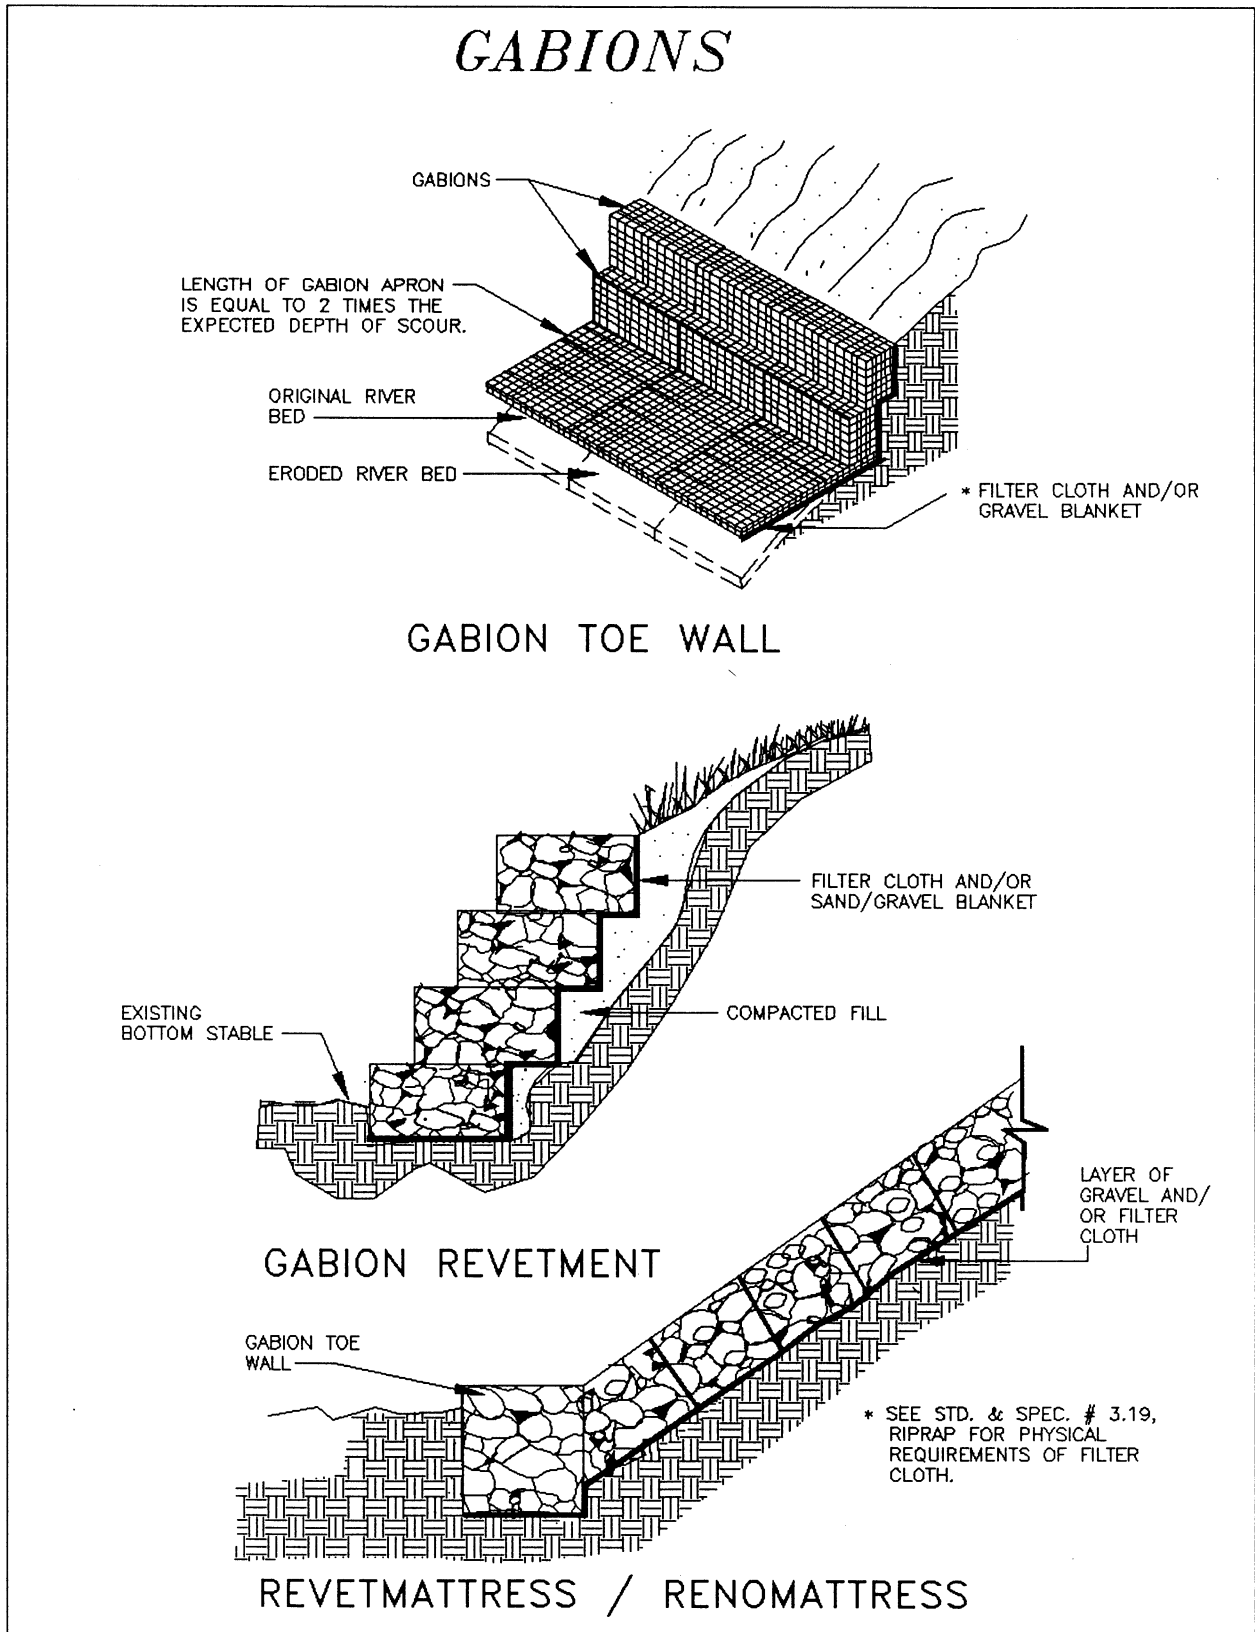 GABIONS
GABIONS
LENGTH OF GABION APRON
IS EQUAL TO 2 TIMES THE
EXPECTED DEPTH OF SCOUR.
ORIGINAL RIVER
BED
ERODED RIVER BED
* FILTER CLOTH AND/OR
GRAVEL BLANKET
GABION TOE WALL
FILTER CLOTH AND/OR
SAND/GRAVEL BLANKET
EXISTING
BOTTOM STABLE
COMPACTED FILL
LAYER OF
GRAVEL AND/
OR FILTER
CLOTH
GABION REVETMENT
GABION TOE
WALL
* SEE STD. & SPEC. # 3.19,
RIPRAP FOR PHYSICAL
REQUIREMENTS OF FILTER
CLOTH.
REVETMATTRESS / RENOMATTRESS